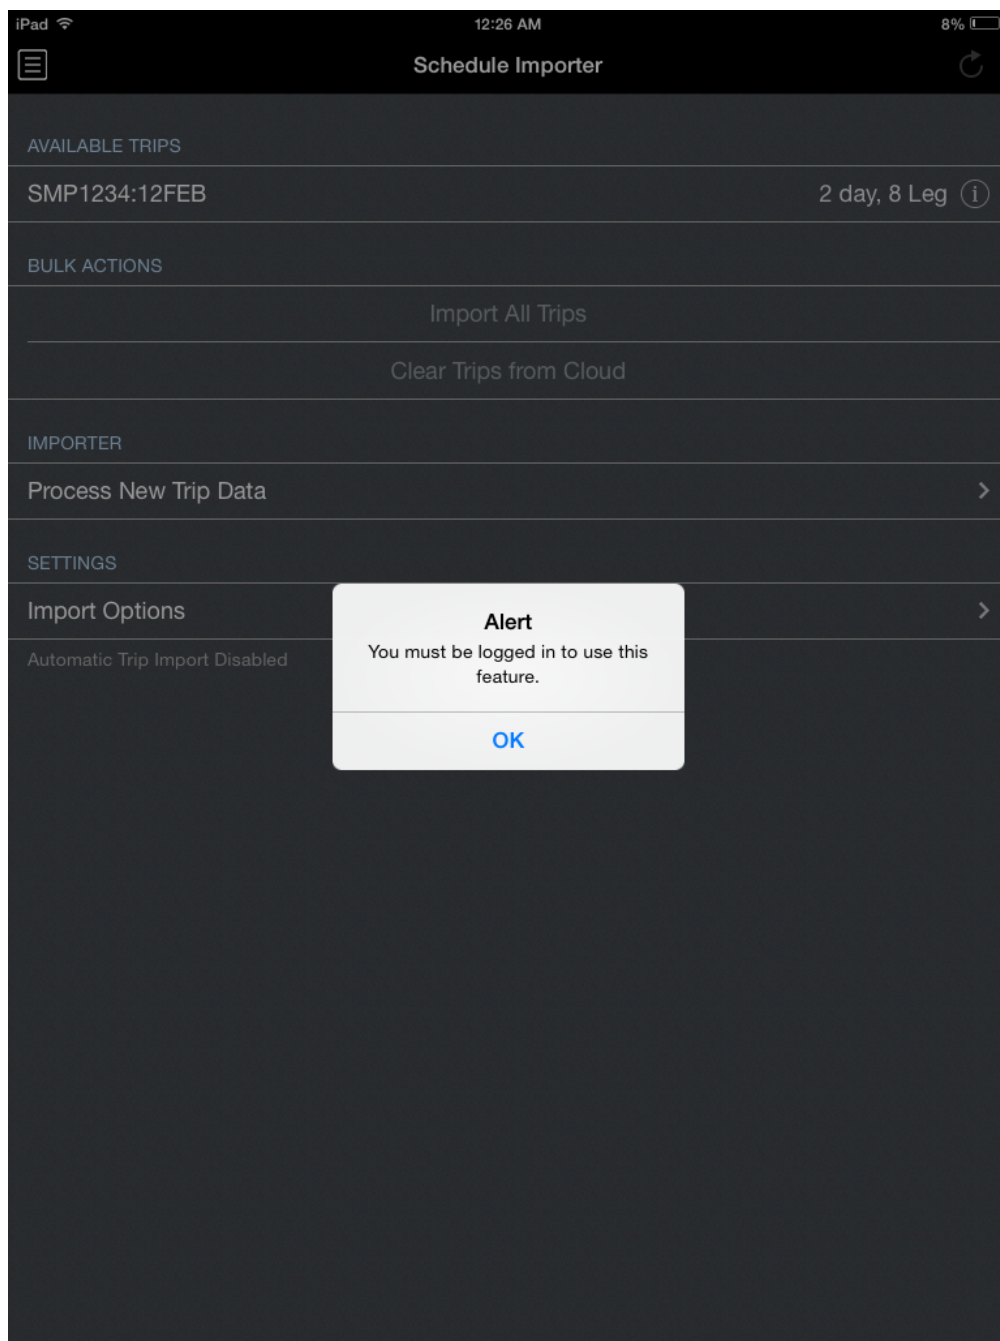 iPad 12:26 AM 8%
Schedule Importer
AVAILABLE TRIPS
SMP1234:12FEB 2 day, 8 Leg i
BULK ACTIONS
Import All Trips
Clear Trips from Cloud
IMPORTER
Process New Trip Data
SETTINGS
Import Options
Automatic Trip Import Disabled
Alert
You must be logged in to use this
feature.
OK